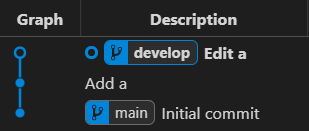 Graph Description
develop Edit a
Add a
main Initial commit